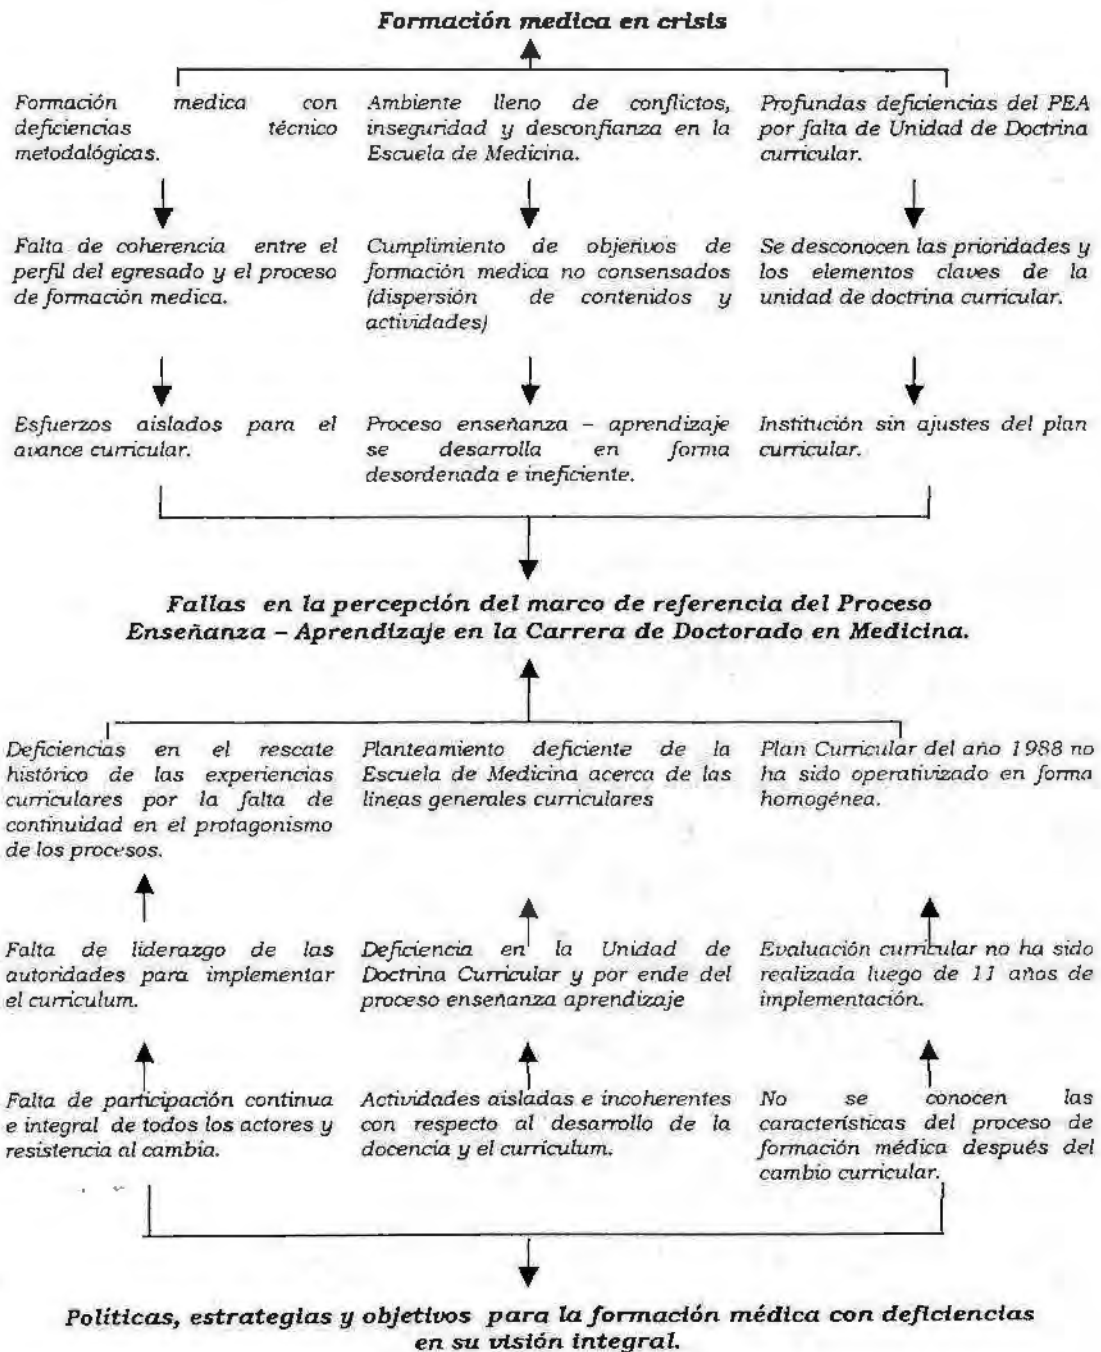 Formación medica en crisis
Formación medica con
deficiencias técnico
metodalógicas.
Ambiente lleno de conflictos,
inseguridad y desconfianza en la
Escuela de Medicina.
Profundas deficiencias del PEA
por falta de Unidad de Doctrina
curricular.
Falta de coherencia entre el
perfil del egresado y el proceso
de formación medica.
Cumplimiento de objetivos de
formación medica no consensados
(dispersión de contenidos y
actividades)
Se desconocen las prioridades y
los elementos claves de la
unidad de doctrina curricular.
Esfuerzos aislados para el
avance curricular.
Proceso enseñanza – aprendizaje
se desarrolla en forma
desordenada e ineficiente.
Institución sin ajustes del plan
curricular.
Fallas en la percepción del marco de referencia del Proceso
Enseñanza – Aprendizaje en la Carrera de Doctorado en Medicina.
Deficiencias en el rescate
histórico de las experiencias
curriculares por la falta de
continuidad en el protagonismo
de los procesos.
Planteamiento deficiente de la
Escuela de Medicina acerca de las
lineas generales curriculares
Plan Curricular del año 1988 no
ha sido operativizado en forma
homogénea.
Falta de liderazgo de las
autoridades para implementar
el curriculum.
Deficiencia en la Unidad de
Doctrina Curricular y por ende del
proceso enseñanza aprendizaje
Evaluación curricular no ha sido
realizada luego de 11 años de
implementación.
Falta de participación continua
e integral de todos los actores y
resistencia al cambia.
Actividades aisladas e incoherentes
con respecto al desarrollo de la
docencia y el curriculum.
No se conocen las
características del proceso de
formación médica después del
cambio curricular.
Políticas, estrategias y objetivos para la formación médica con deficiencias
en su visión integral.